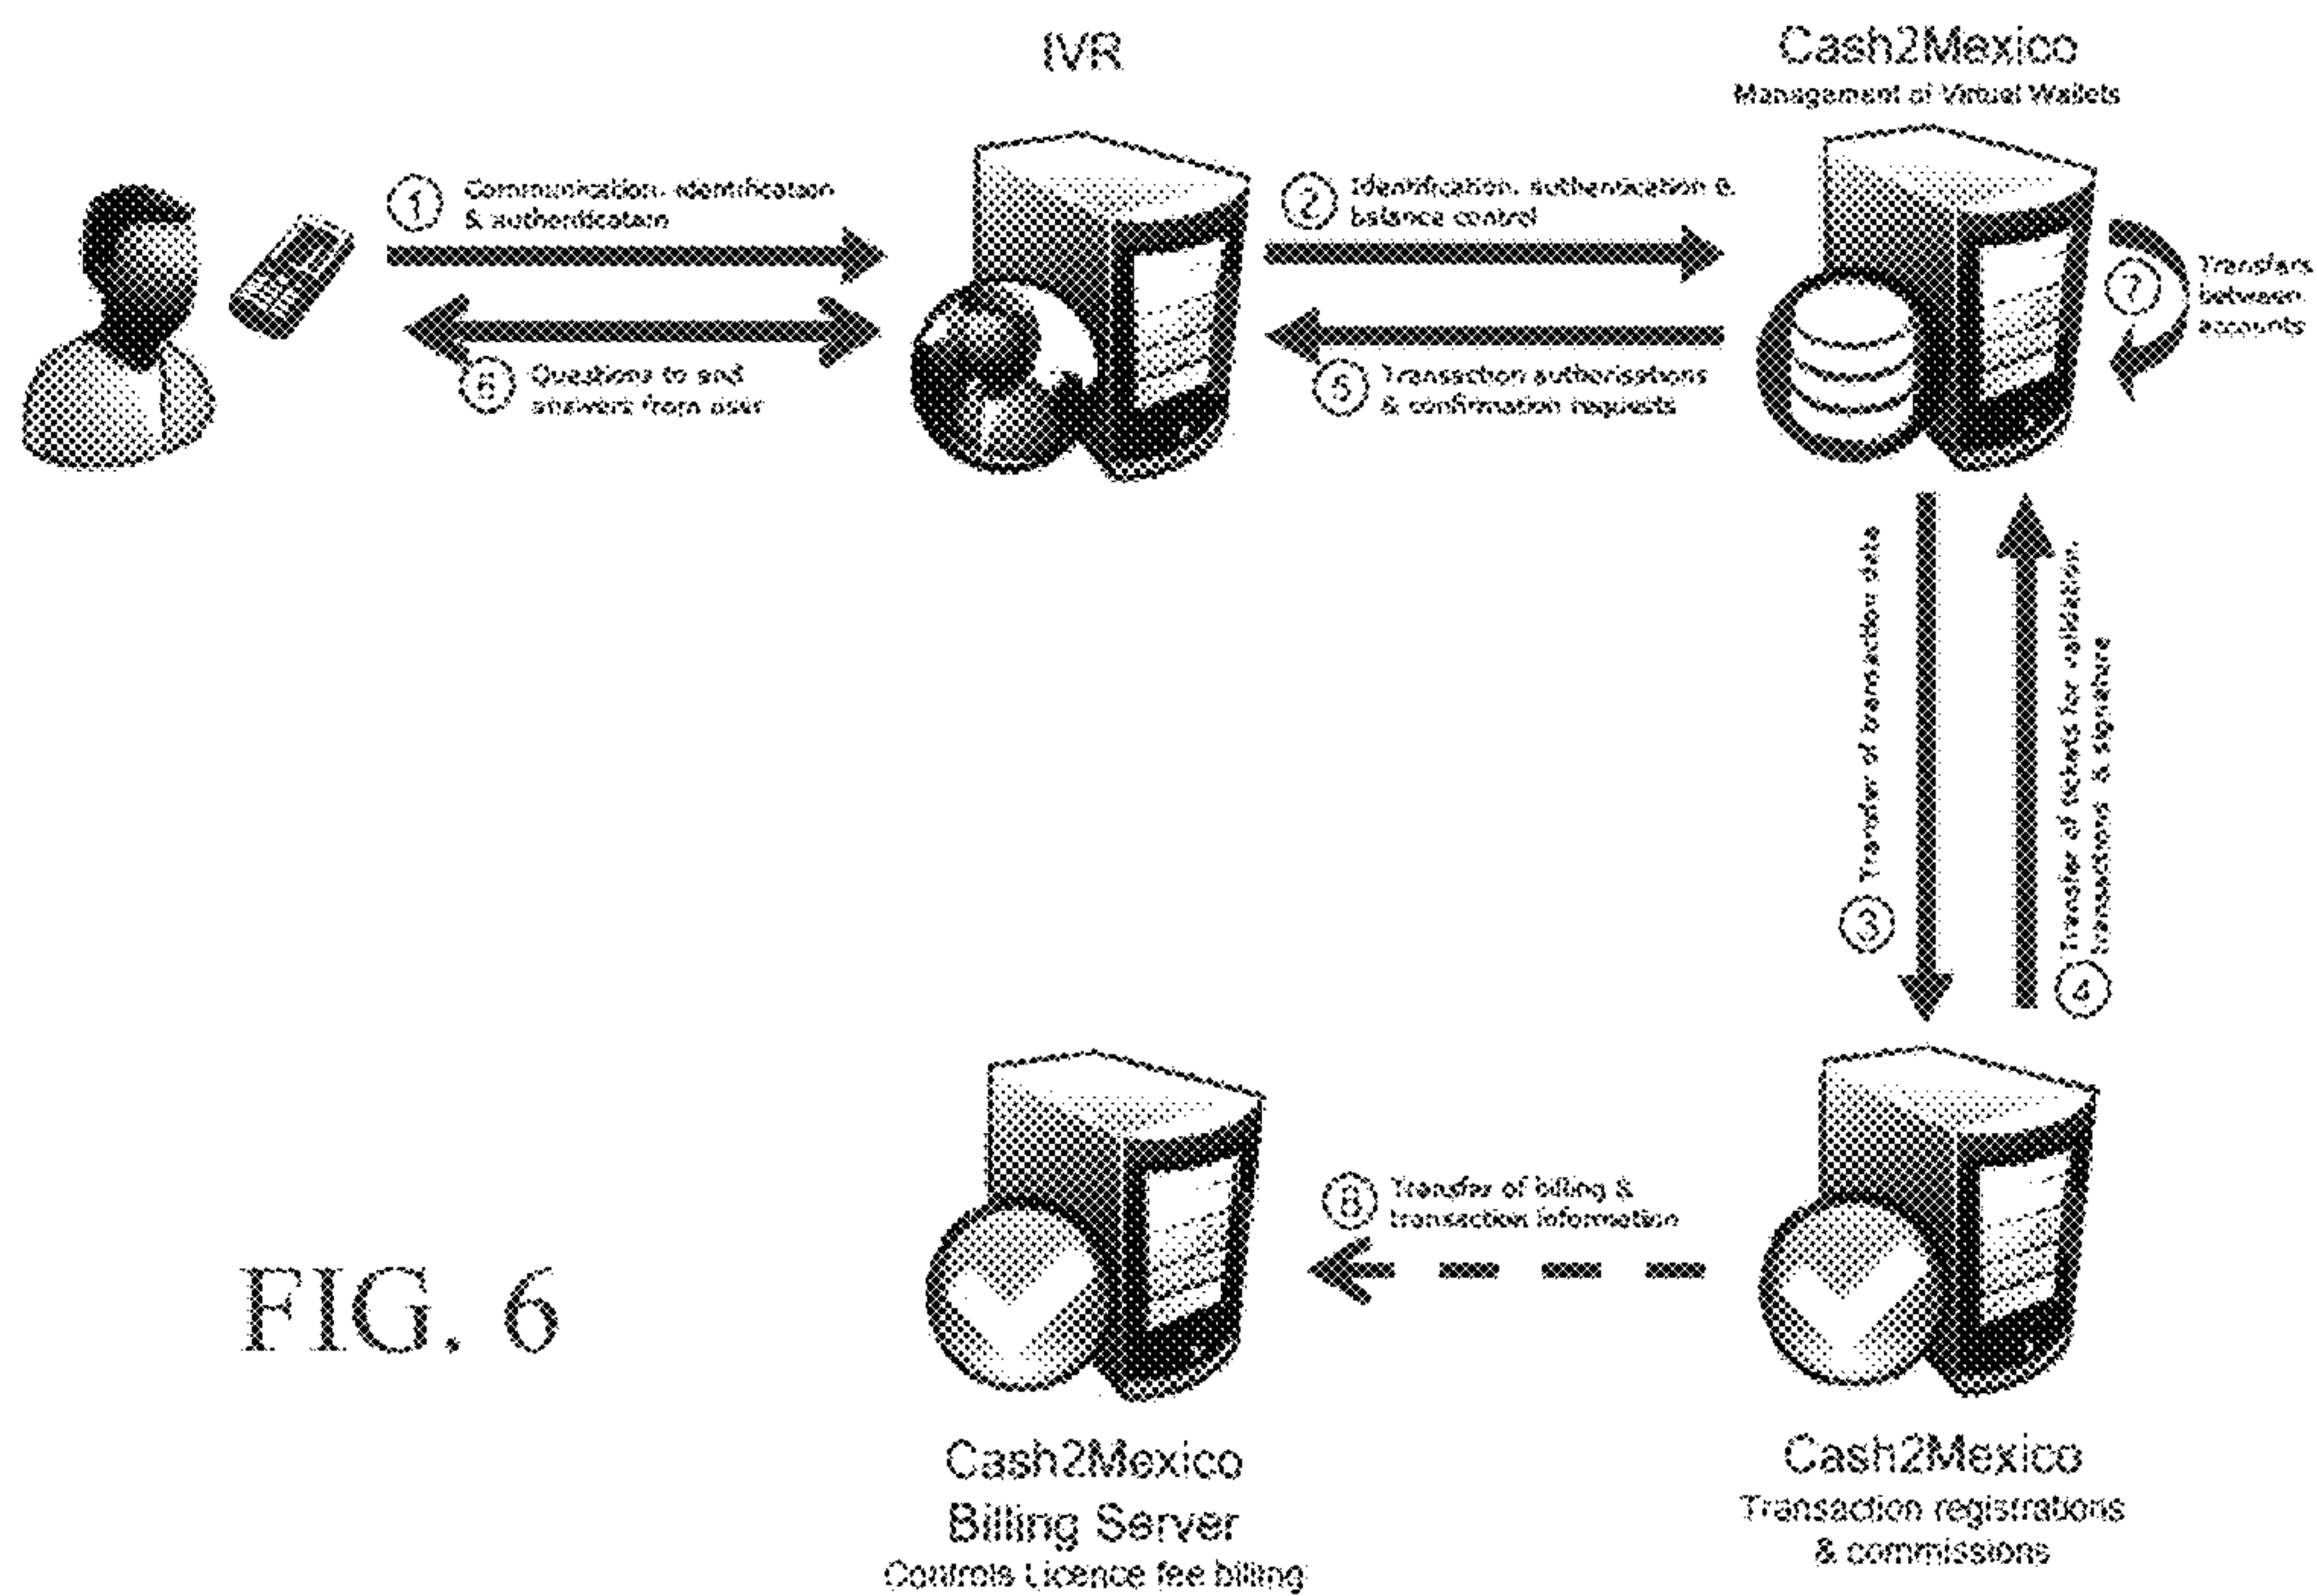 IVR
Cash2Mexico
Management of Virtual Wallets
1 Communication, identification
& authentication
2 Identification, authentication &
balance control
7 Transfers
between
accounts
6 Questions to and
answers from user
5 Transaction authorisations
& confirmation requests
3 Transfer of transaction data
4 Transfer of tickets for validation,
transactions & signature
8 Transfer of billing &
transaction information
FIG. 6
Cash2Mexico
Billing Server
Controls Licence fee billing
Cash2Mexico
Transaction registrations
& commissions